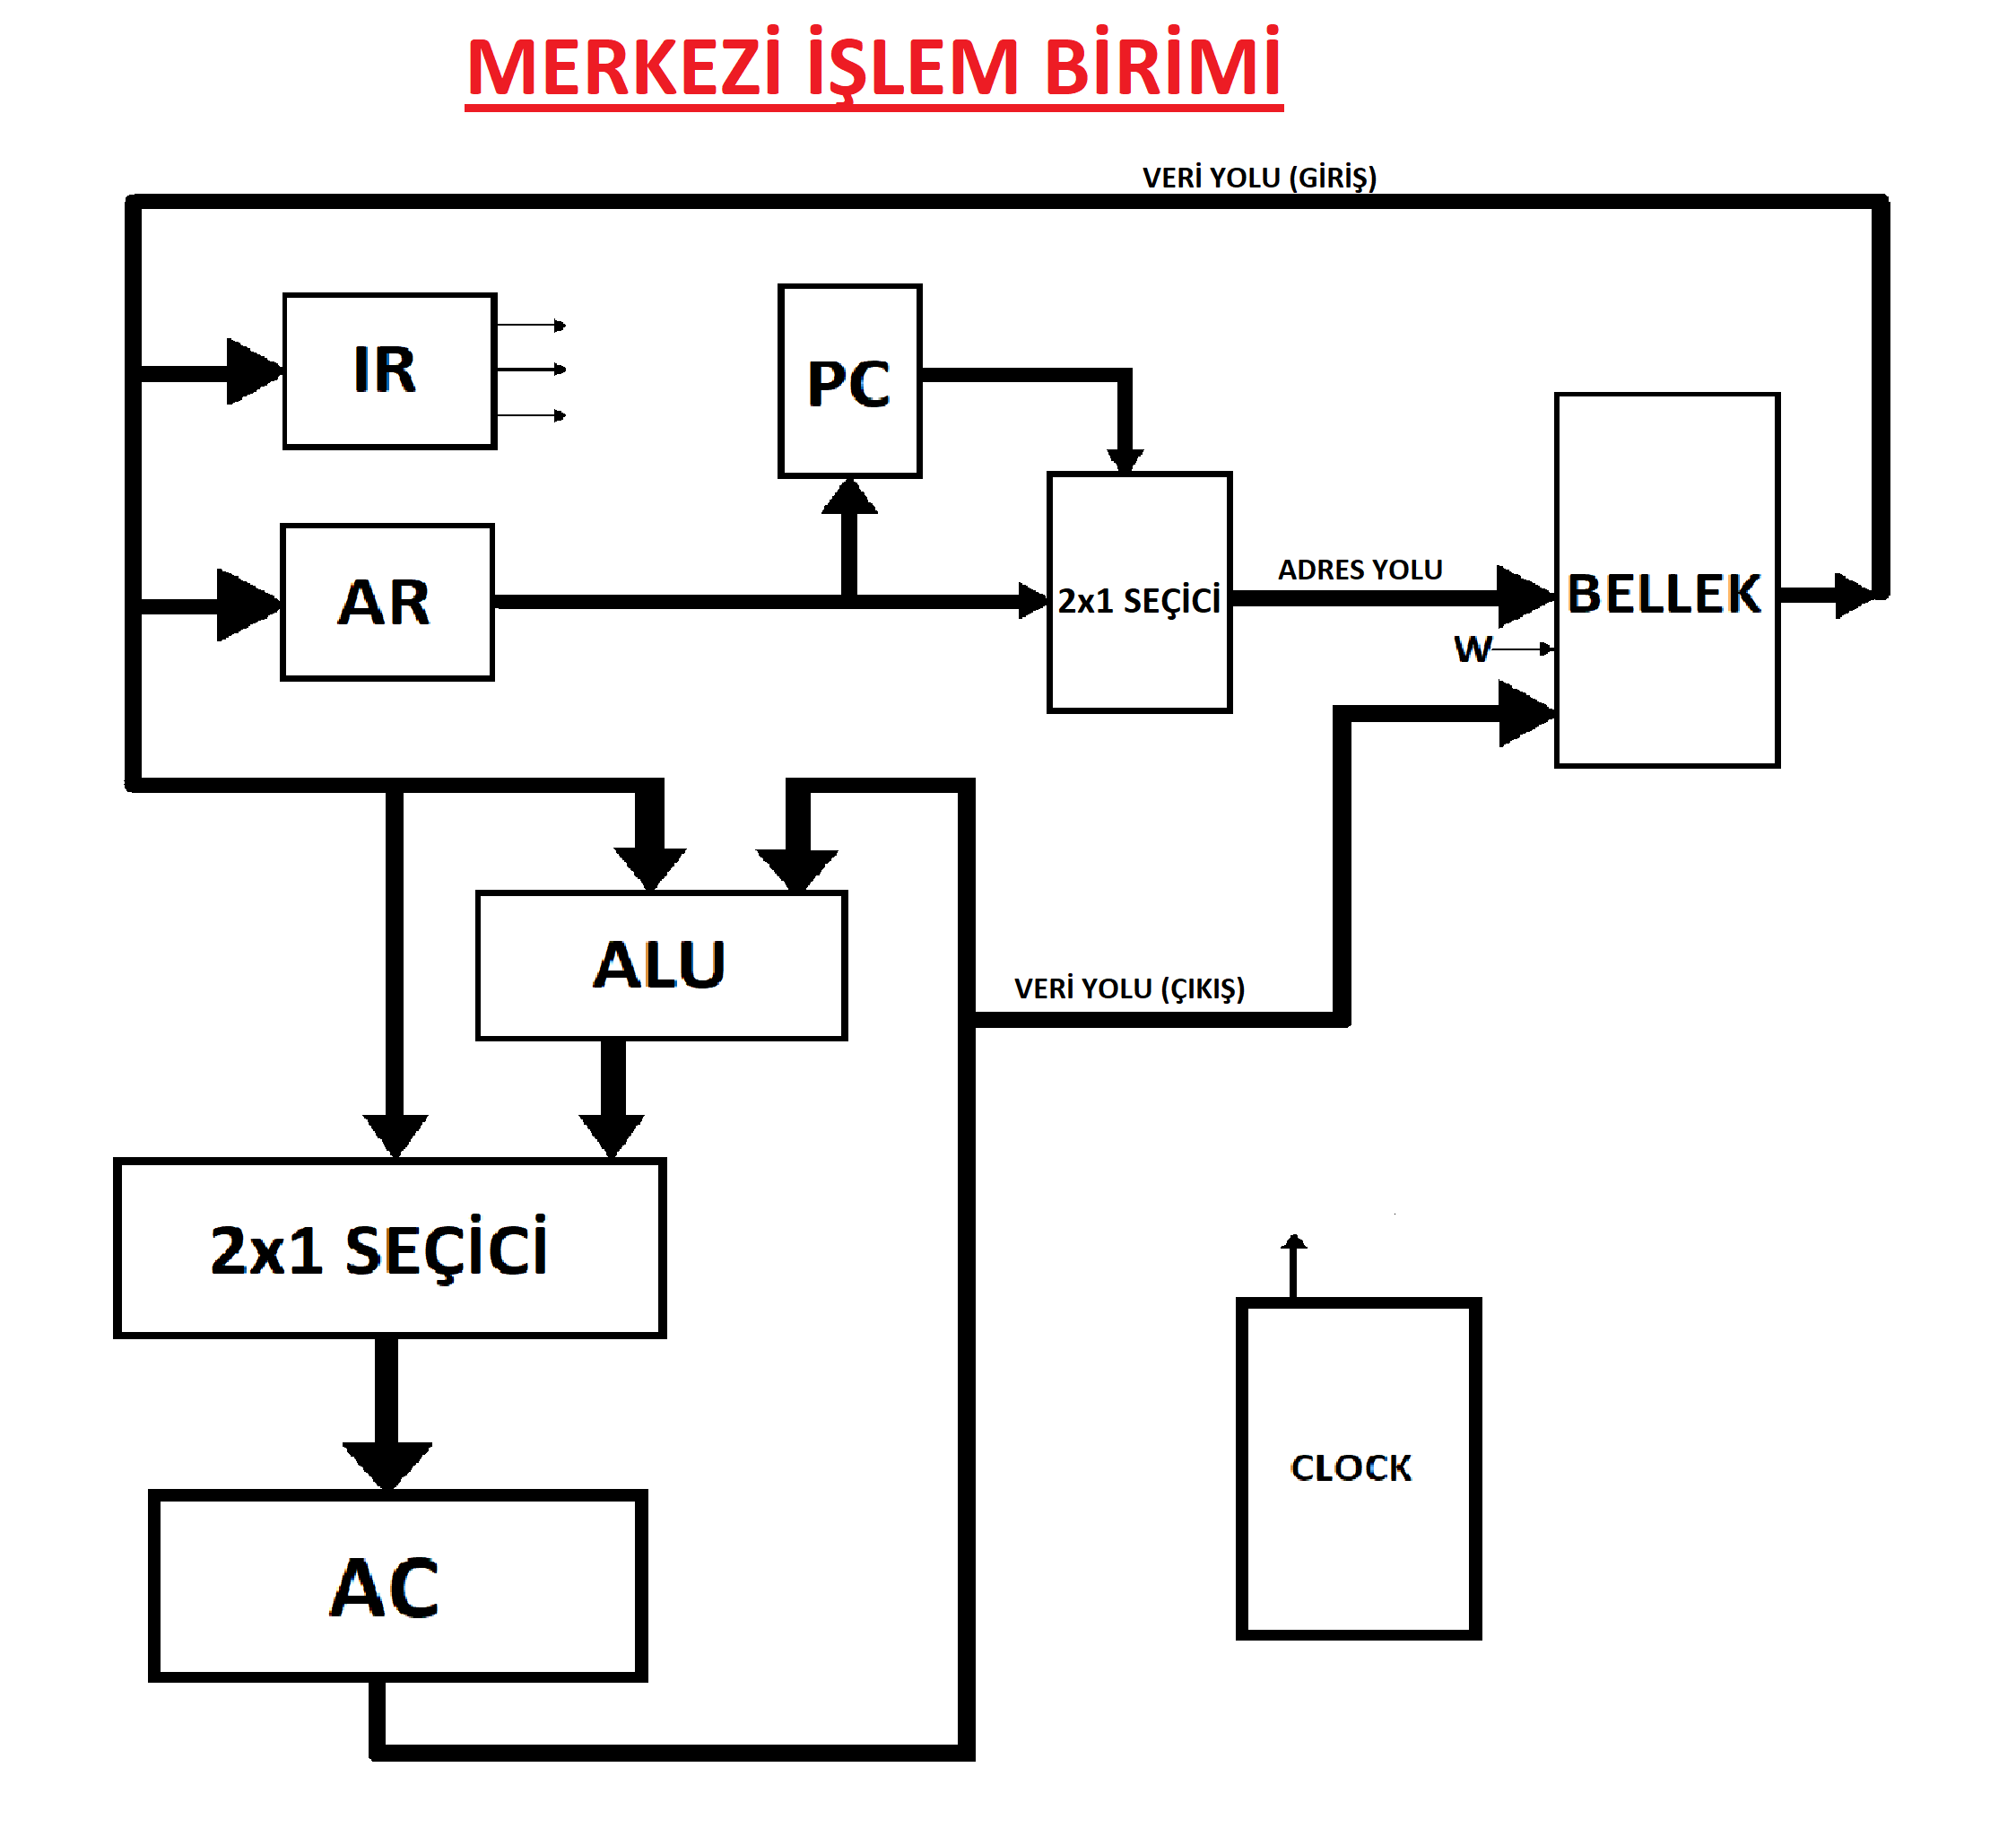 MERKEZİ İŞLEM BİRİMİ
VERİ YOLU (GİRİŞ)
IR
PC
AR
2x1 SEÇİCİ
ADRES YOLU
BELLEK
W
ALU
VERİ YOLU (ÇIKIŞ)
2x1 SEÇİCİ
CLOCK
AC